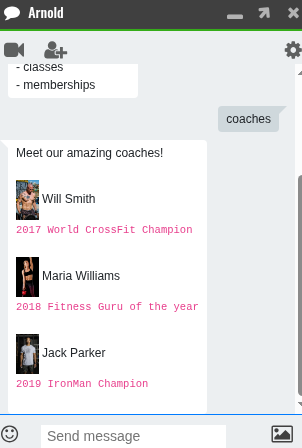 Arnold
- classes
- memberships
coaches
Meet our amazing coaches!
Will Smith
2017 World CrossFit Champion
Maria Williams
2018 Fitness Guru of the year
Jack Parker
2019 IronMan Champion
Send message